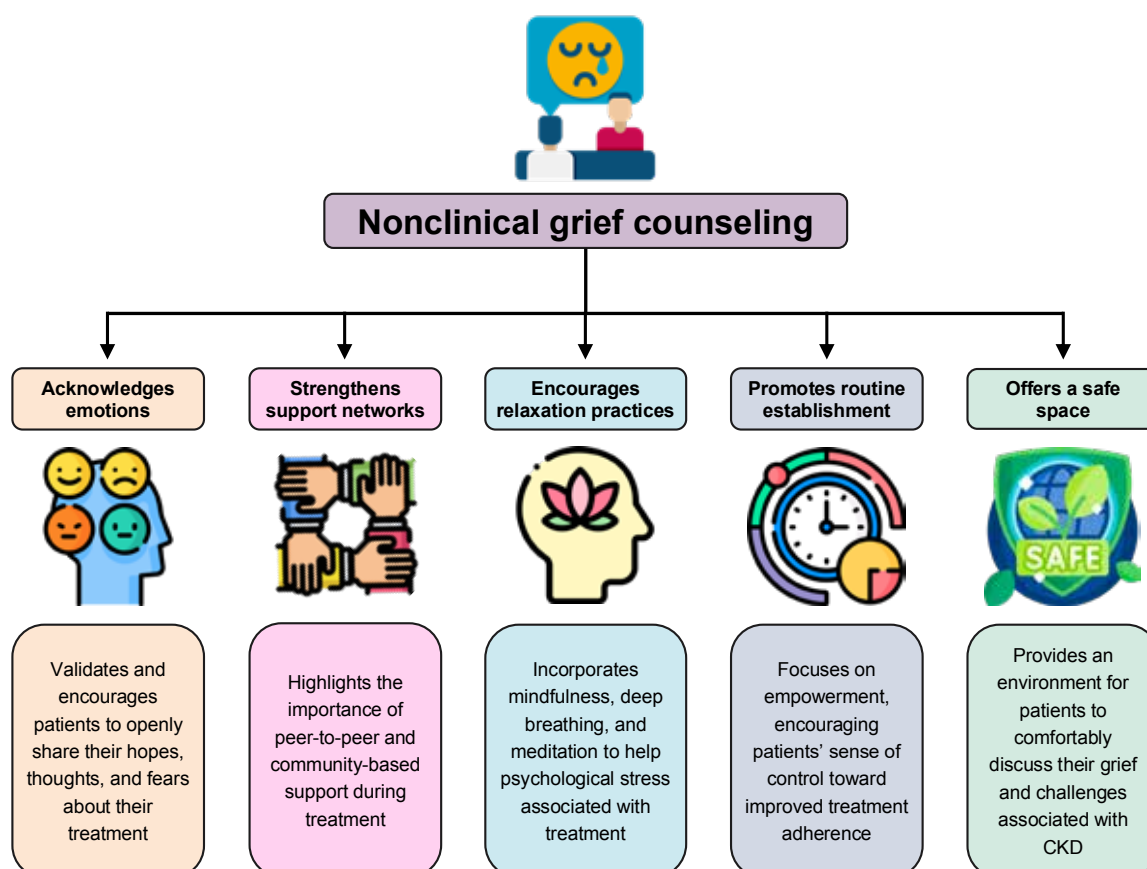 Nonclinical grief counseling
Acknowledges
emotions
Strengthens
support networks
Encourages
relaxation practices
Promotes routine
establishment
Offers a safe
space
SAFE
Validates and
encourages
patients to openly
share their hopes,
thoughts, and fears
about their
treatment
Highlights the
importance of
peer-to-peer and
community-based
support during
treatment
Incorporates
mindfulness, deep
breathing, and
meditation to help
psychological stress
associated with
treatment
Focuses on
empowerment,
encouraging
patients’ sense of
control toward
improved treatment
adherence
Provides an
environment for
patients to
comfortably
discuss their grief
and challenges
associated with
CKD